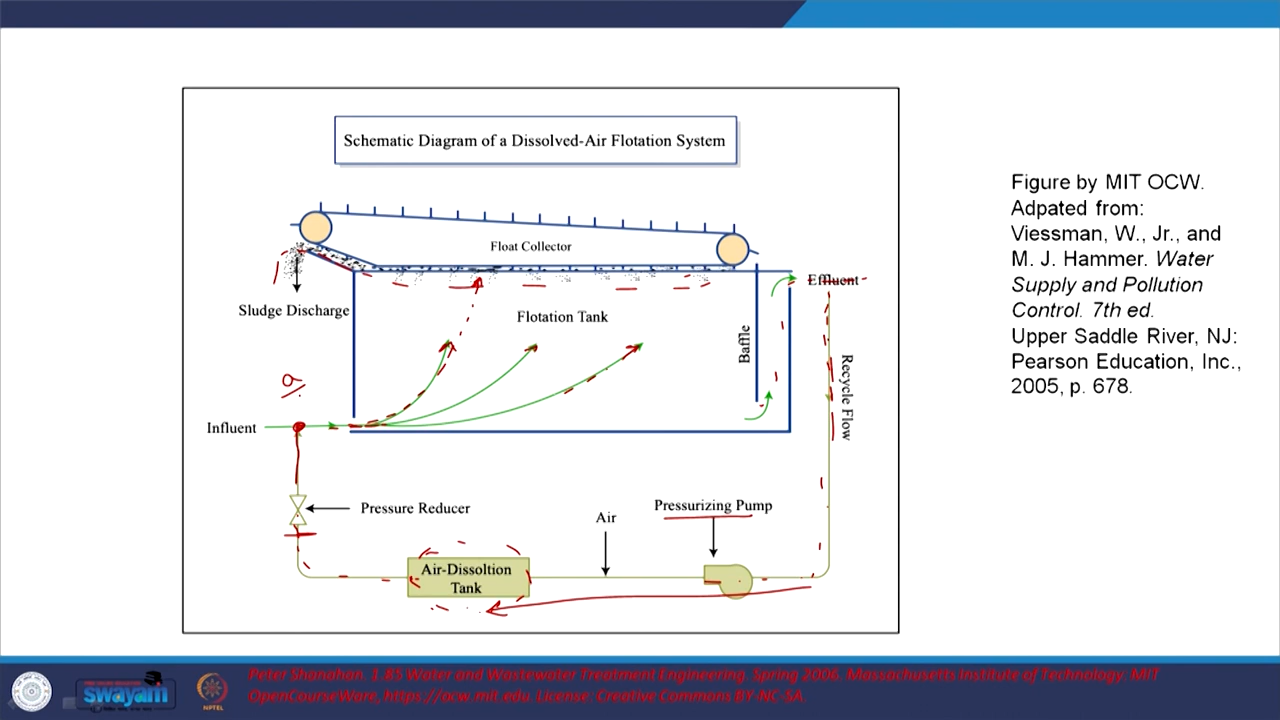 Schematic Diagram of a Dissolved-Air Flotation System
Float Collector
Sludge Discharge
Flotation Tank
Baffle
Effluent
Recycle Flow
a
Influent
Pressure Reducer
Air
Pressurizing Pump
Air-Dissoltion
Tank
Figure by MIT OCW.
Adpated from:
Viessman, W., Jr., and
M. J. Hammer. Water
Supply and Pollution
Control. 7th ed.
Upper Saddle River, NJ:
Pearson Education, Inc.,
2005, p. 678.
Peter Shanahan. 1.85 Water and Wastewater Treatment Engineering. Spring 2006. Massachusetts Institute of Technology: MIT
OpenCourseWare, https://ocw.mit.edu. License: Creative Commons BY-NC-SA.
swayam
NPTEL